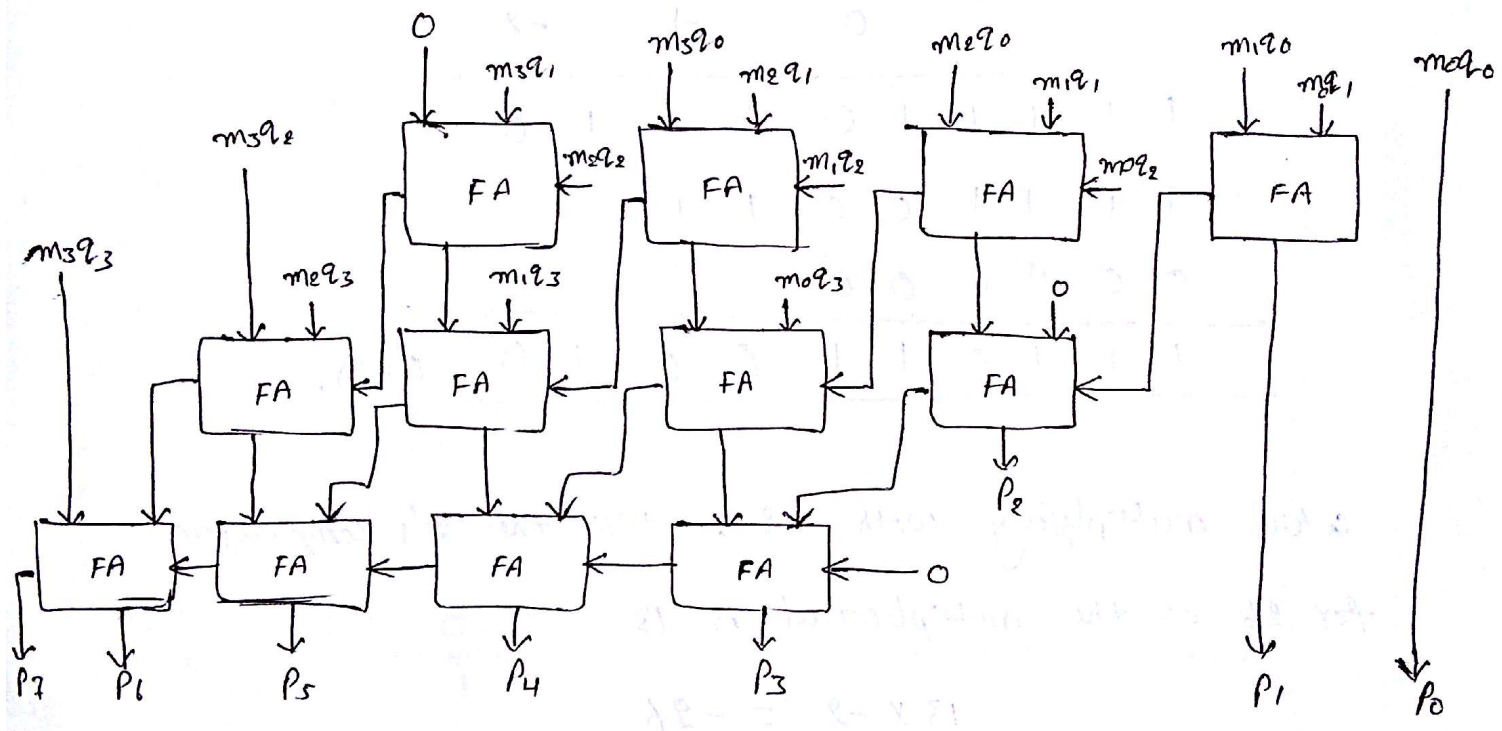 0 m3q1 m3q0 m2q1 m2q0 m1q1 m1q0 m0q1 m0q0
m3q2 FA m2q2 FA m1q2 FA m0q2 FA
m3q3 m2q3 m1q3 m0q3 0
FA FA FA FA
P2
FA FA FA FA 0
P7 P6 P5 P4 P3 P1 P0